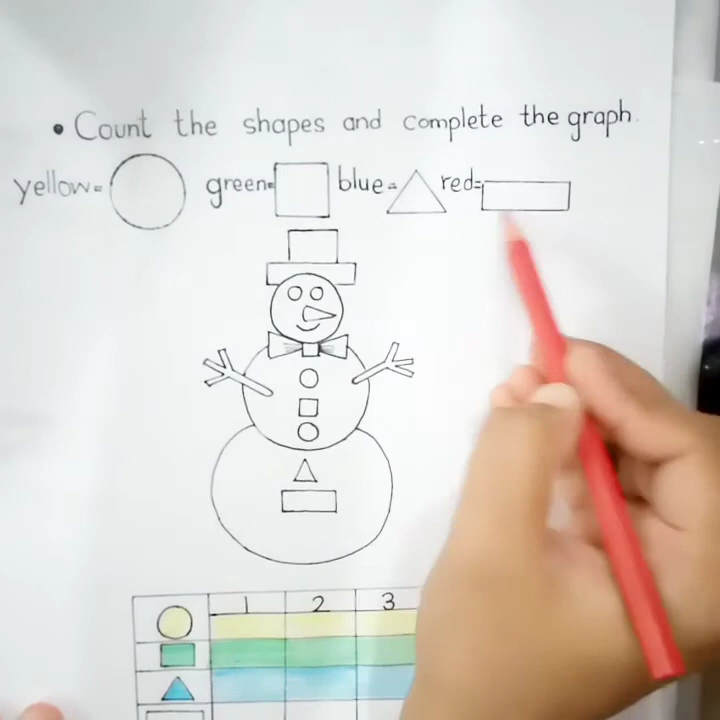 • Count the shapes and complete the graph.
yellow= green= blue= red=
1 2 3